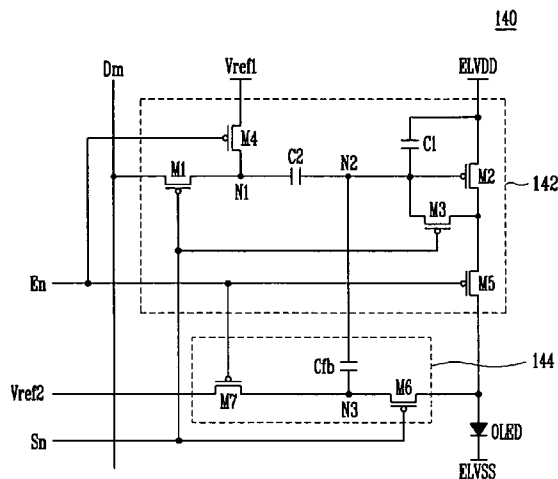 140
Dm
Vref1
ELVDD
M4
C1
C2
N2
M1
N1
M2
M3
142
En
M5
Cfb
144
M6
Vref2
M7
N3
Sn
OLED
ELVSS